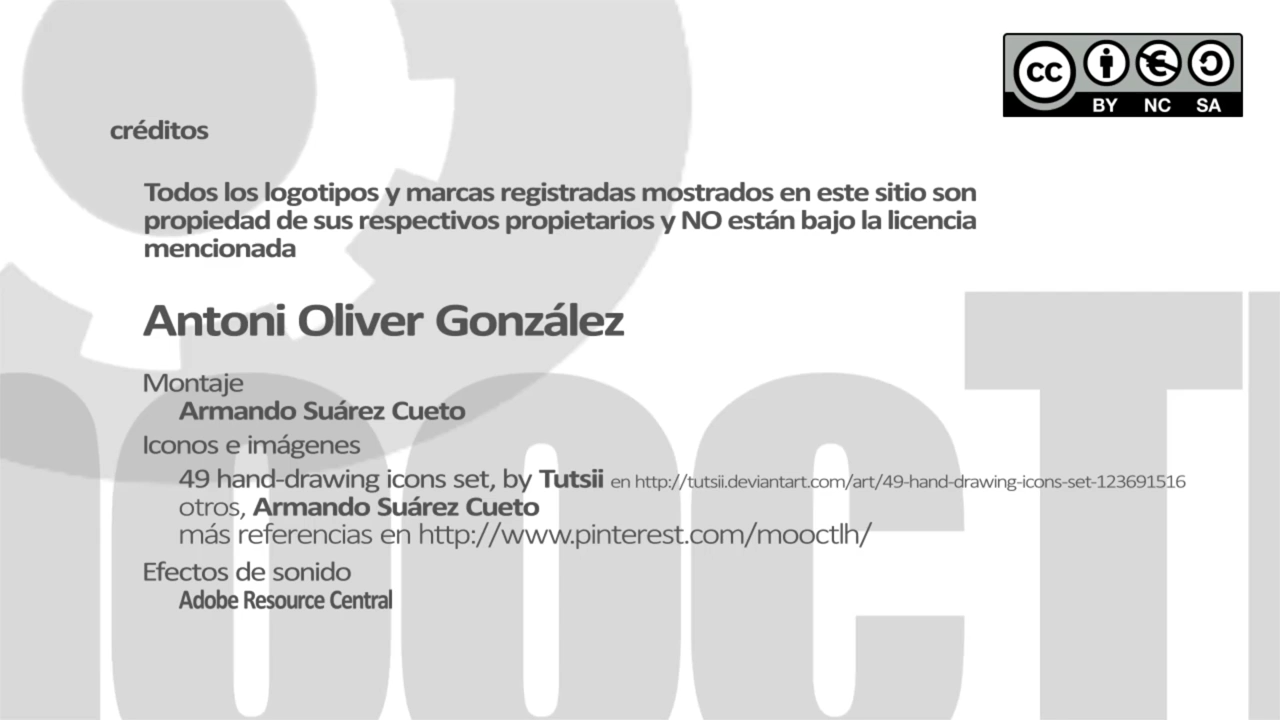 cc
BY NC SA
créditos
Todos los logotipos y marcas registradas mostrados en este sitio son
propiedad de sus respectivos propietarios y NO están bajo la licencia
mencionada
Antoni Oliver González
Montaje
Armando Suárez Cueto
Iconos e imágenes
49 hand-drawing icons set, by Tutsii en http://tutsii.deviantart.com/art/49-hand-drawing-icons-set-123691516
otros, Armando Suárez Cueto
más referencias en http://www.pinterest.com/mooctlh/
Efectos de sonido
Adobe Resource Central
moocT